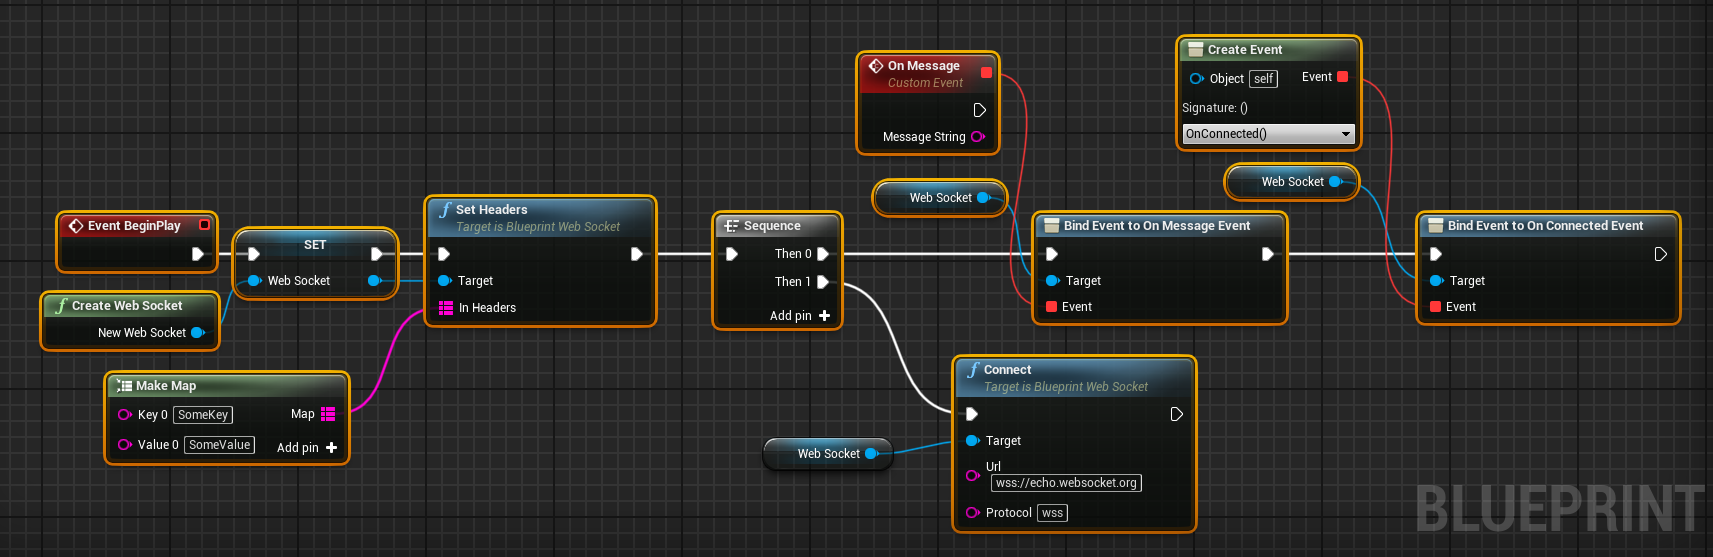 Event BeginPlay
Create Web Socket
New Web Socket
SET
Web Socket
Make Map
Key 0 SomeKey
Map
Value 0 SomeValue
Add pin
Set Headers
Target is Blueprint Web Socket
Target
In Headers
Sequence
Then 0
Then 1
Add pin
On Message
Custom Event
Message String
Web Socket
Bind Event to On Message Event
Target
Event
Create Event
Object self
Event
Signature: ()
OnConnected()
Web Socket
Bind Event to On Connected Event
Target
Event
Web Socket
Connect
Target is Blueprint Web Socket
Target
Url
wss://echo.websocket.org
Protocol wss
BLUEPRINT